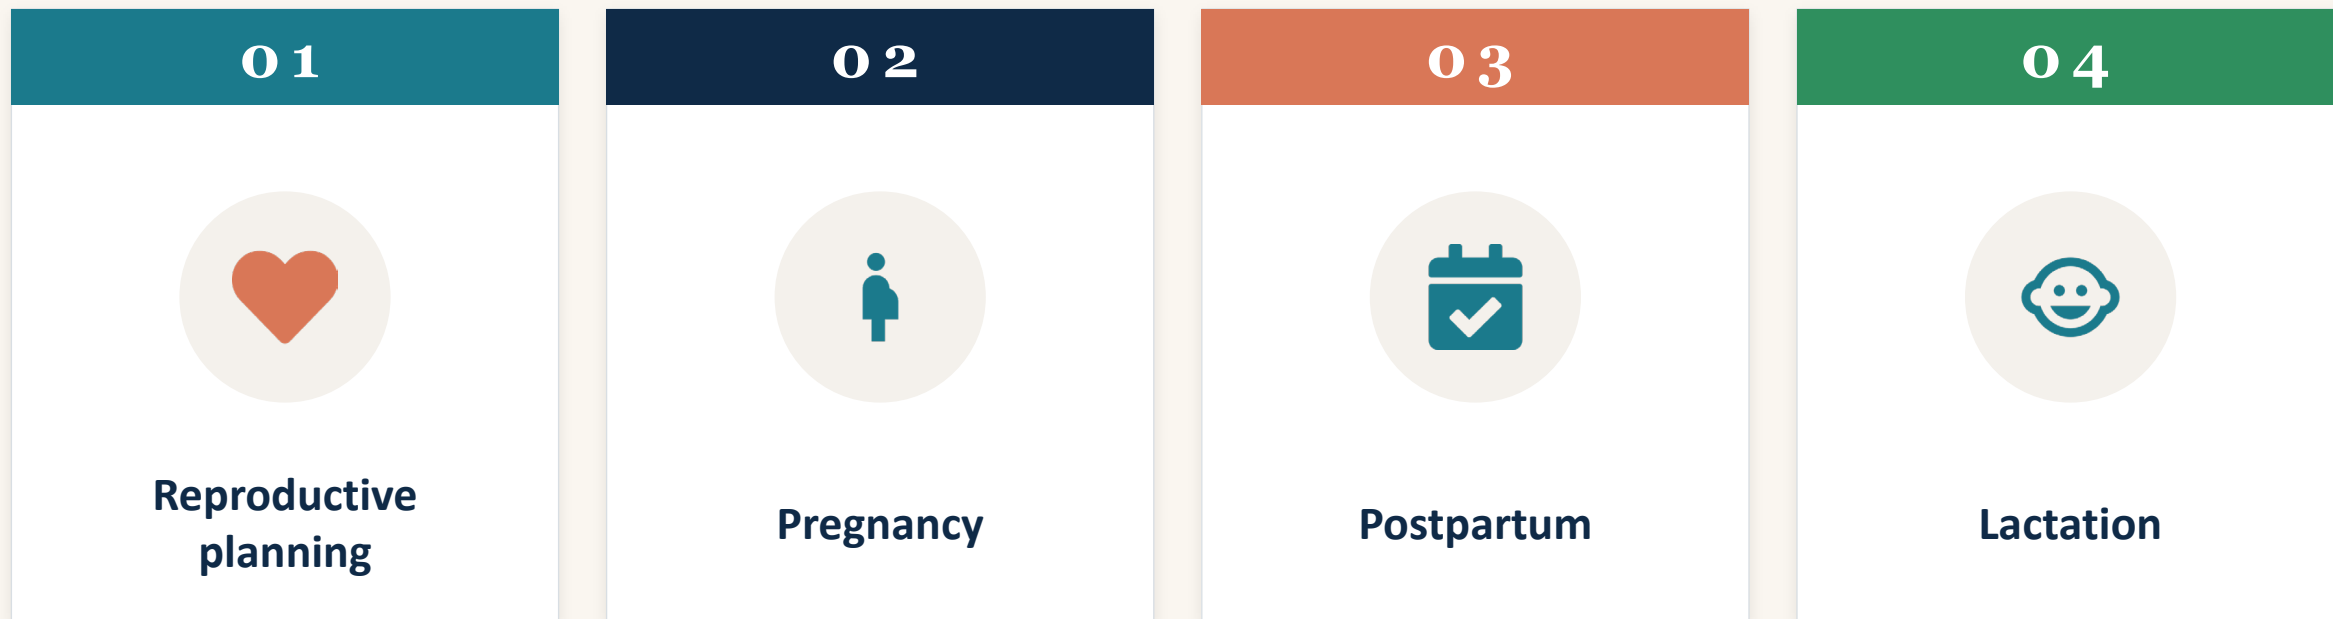 01
Reproductive
planning
02
Pregnancy
03
Postpartum
04
Lactation